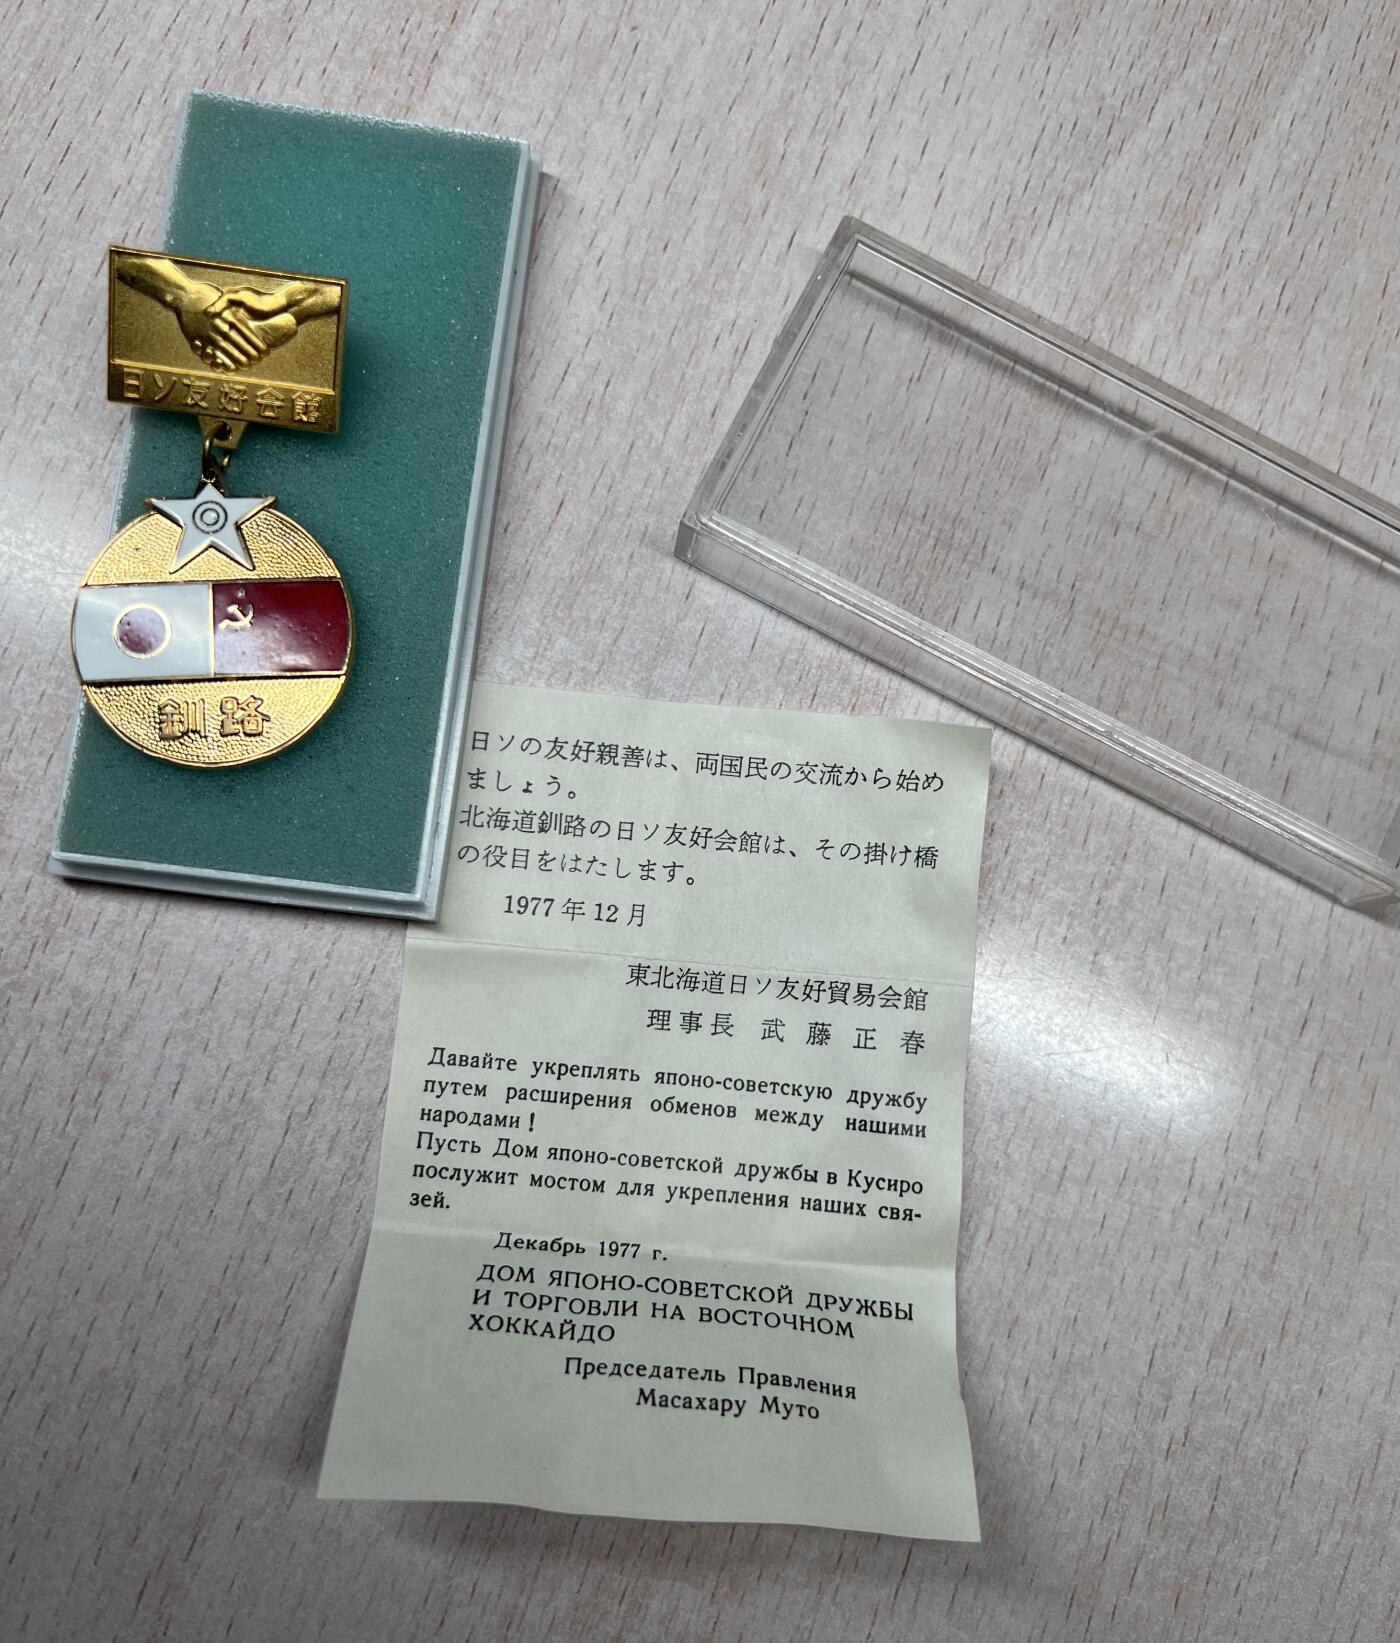 日ソ友好会館
釧路
日ソの友好親善は、両国民の交流から始め
ましょう。
北海道釧路の日ソ友好会館は、その掛け橋
の役目をはたします。
1977年12月
東北海道日ソ友好貿易会館
理事長 武藤正春
Давайте укреплять японо-советскую дружбу
путем расширения обменов между нашими
народами !
Пусть Дом японо-советской дружбы в Кусиро
послужит мостом для укрепления наших свя-
зей.
Декабрь 1977 г.
ДОМ ЯПОНО-СОВЕТСКОЙ ДРУЖБЫ
И ТОРГОВЛИ НА ВОСТОЧНОМ
ХОККАЙДО
Председатель Правления
Масахару Муто